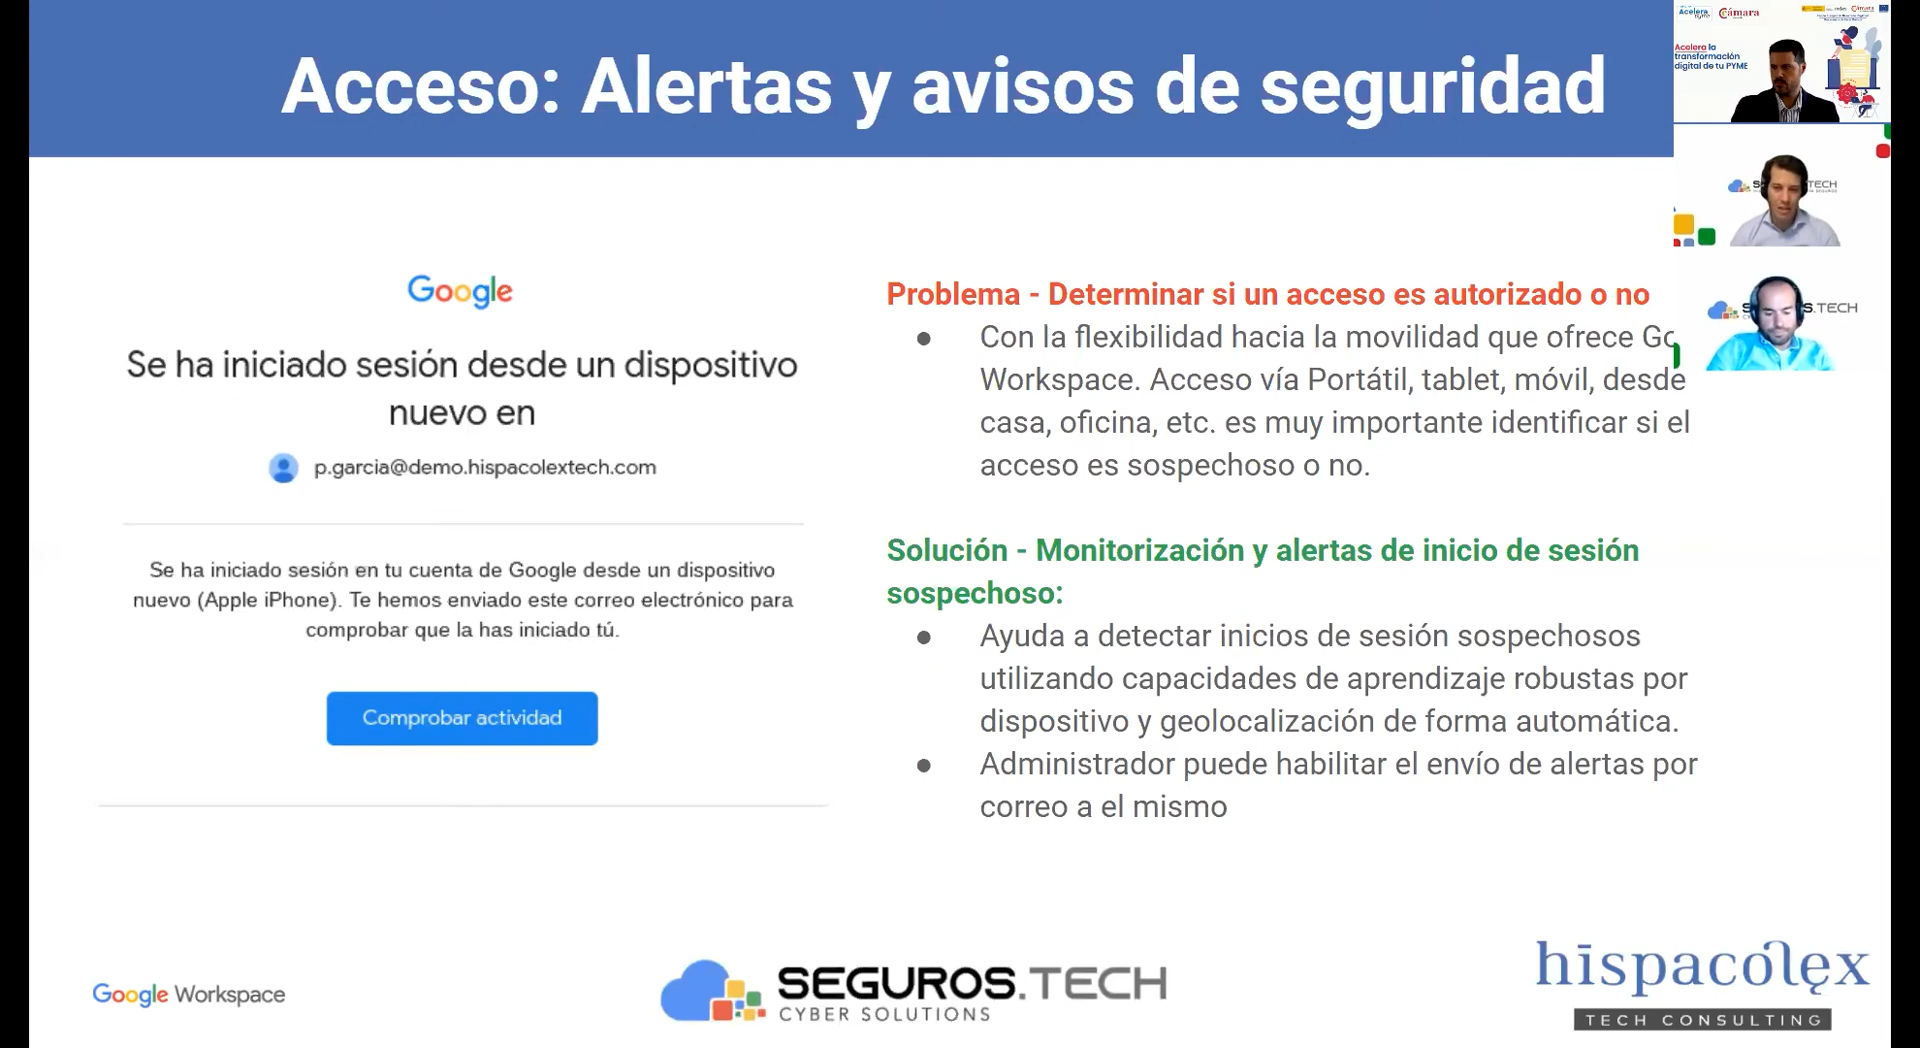 Acceso: Alertas y avisos de seguridad
Acelera
pyme
Cámara
Acelera la
transformación
digital de tu PYME
TECH
S.TECH
Google
Se ha iniciado sesión desde un dispositivo
nuevo en
p.garcia@demo.hispacolextech.com
Se ha iniciado sesión en tu cuenta de Google desde un dispositivo
nuevo (Apple iPhone). Te hemos enviado este correo electrónico para
comprobar que la has iniciado tú.
Comprobar actividad
Problema - Determinar si un acceso es autorizado o no
● Con la flexibilidad hacia la movilidad que ofrece Go
Workspace. Acceso vía Portátil, tablet, móvil, desde
casa, oficina, etc. es muy importante identificar si el
acceso es sospechoso o no.
Solución - Monitorización y alertas de inicio de sesión
sospechoso:
● Ayuda a detectar inicios de sesión sospechosos
utilizando capacidades de aprendizaje robustas por
dispositivo y geolocalización de forma automática.
● Administrador puede habilitar el envío de alertas por
correo a el mismo
Google Workspace
SEGUROS.TECH
CYBER SOLUTIONS
hispacolex
TECH CONSULTING